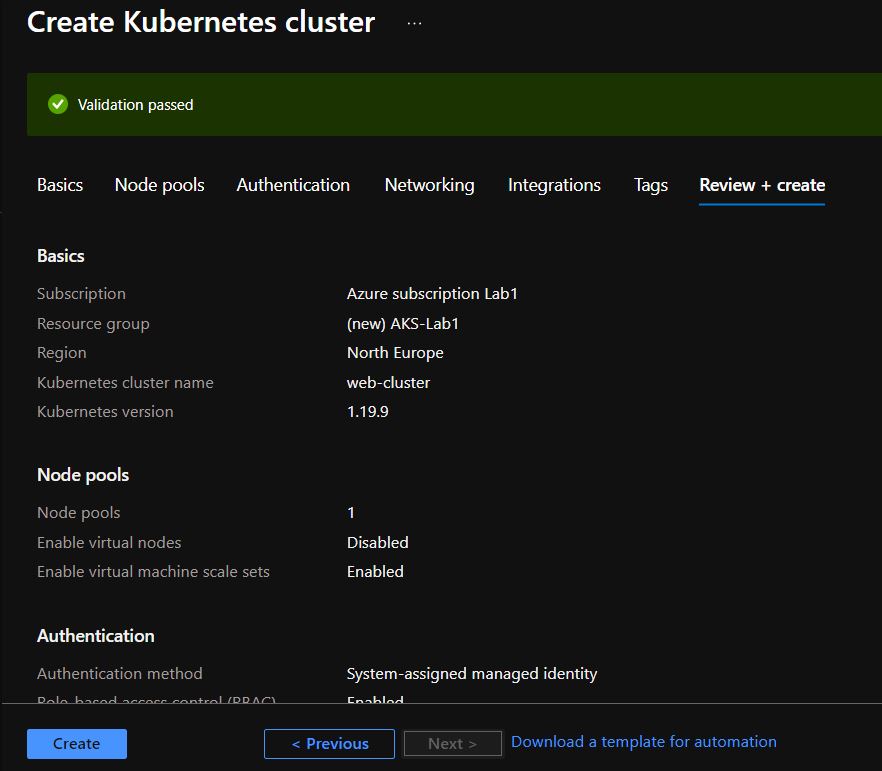 Create Kubernetes cluster ...
Validation passed
Basics Node pools Authentication Networking Integrations Tags Review + create
Basics
Subscription Azure subscription Lab1
Resource group (new) AKS-Lab1
Region North Europe
Kubernetes cluster name web-cluster
Kubernetes version 1.19.9
Node pools
Node pools 1
Enable virtual nodes Disabled
Enable virtual machine scale sets Enabled
Authentication
Authentication method System-assigned managed identity
Role-based access control (RBAC) Enabled
Create < Previous Next > Download a template for automation